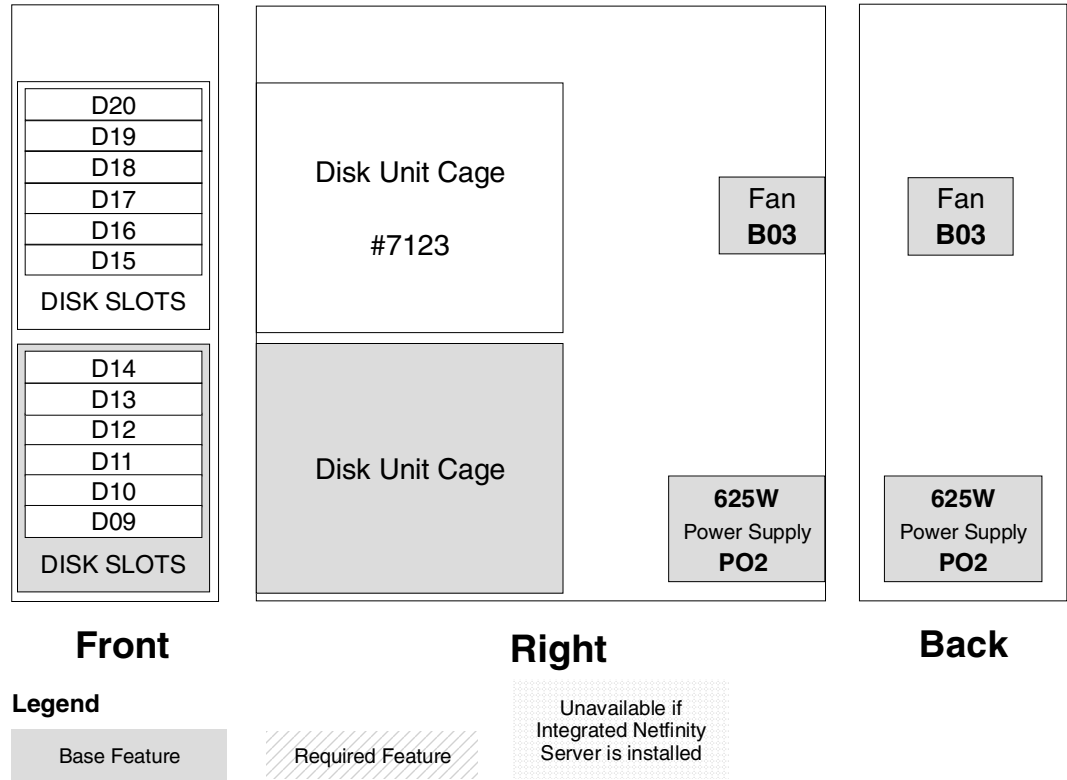 D20
D19
D18
D17
D16
D15
DISK SLOTS
D14
D13
D12
D11
D10
D09
DISK SLOTS
Front
Disk Unit Cage
#7123
Fan
B03
Disk Unit Cage
625W
Power Supply
PO2
Right
Fan
B03
625W
Power Supply
PO2
Back
Legend
Base Feature
Required Feature
Unavailable if
Integrated Netfinity
Server is installed